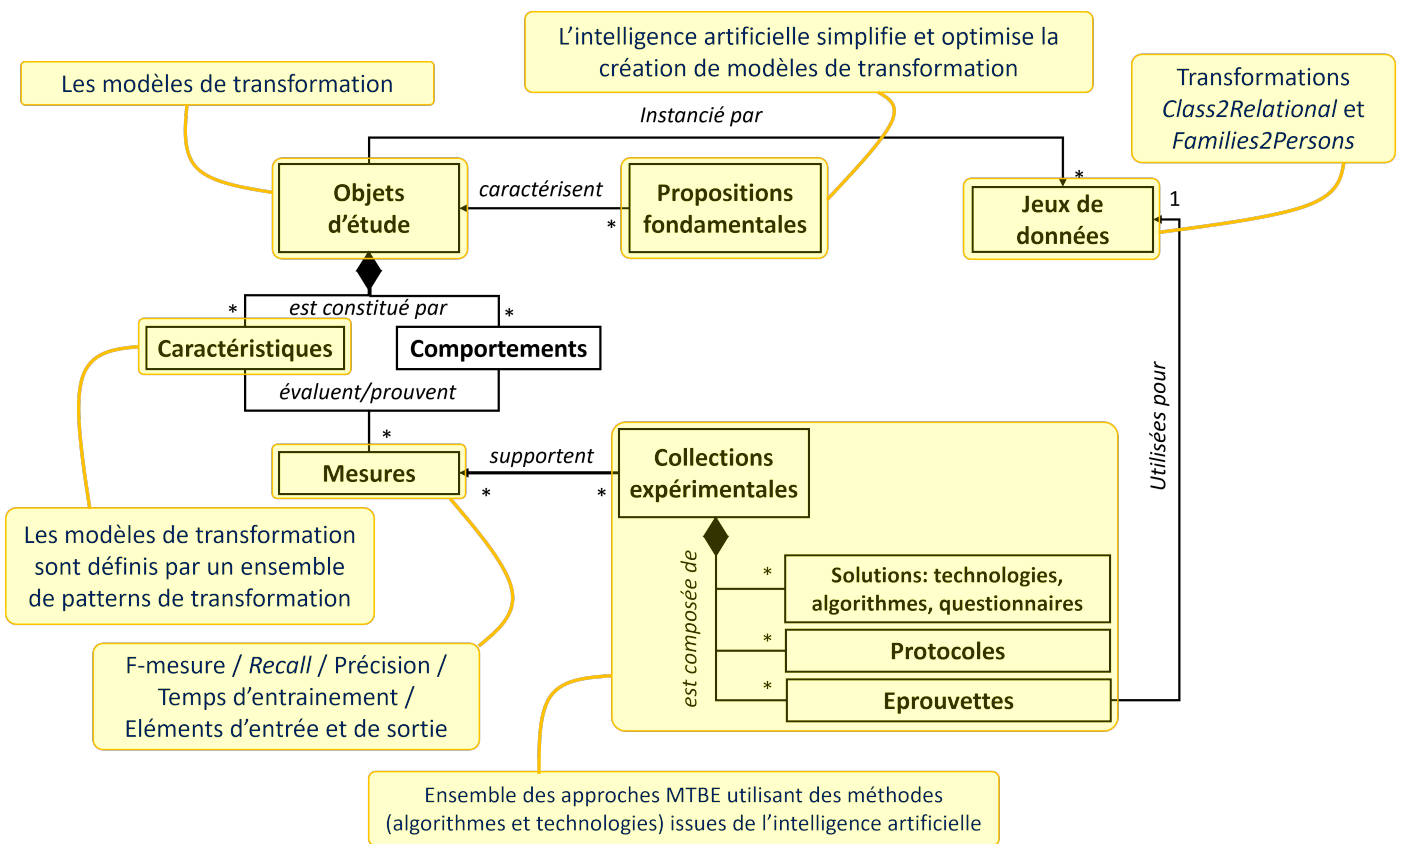 L’intelligence artificielle simplifie et optimise la
création de modèles de transformation
Les modèles de transformation
Transformations
Class2Relational et
Families2Persons
Instancié par
Objets
d’étude
caractérisent
*
Propositions
fondamentales
*
1
Jeux de
données
*
est constitué par
*
Caractéristiques
Comportements
évaluent/prouvent
*
Mesures
supportent
*
*
Collections
expérimentales
Utilisées pour
est composée de
*
Solutions: technologies,
algorithmes, questionnaires
*
Protocoles
*
Eprouvettes
Les modèles de transformation
sont définis par un ensemble
de patterns de transformation
F-mesure / Recall / Précision /
Temps d’entrainement /
Eléments d’entrée et de sortie
Ensemble des approches MTBE utilisant des méthodes
(algorithmes et technologies) issues de l’intelligence artificielle